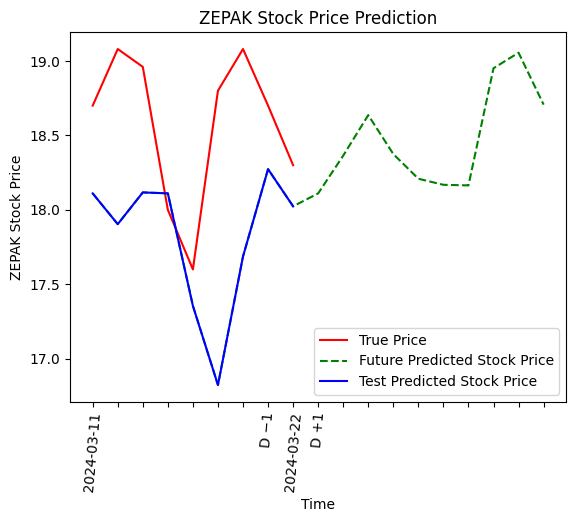 ZEPAK Stock Price Prediction
ZEPAK Stock Price
19.0
18.5
18.0
17.5
17.0
True Price
Future Predicted Stock Price
Test Predicted Stock Price
2024-03-11
D −1
2024-03-22
D +1
Time